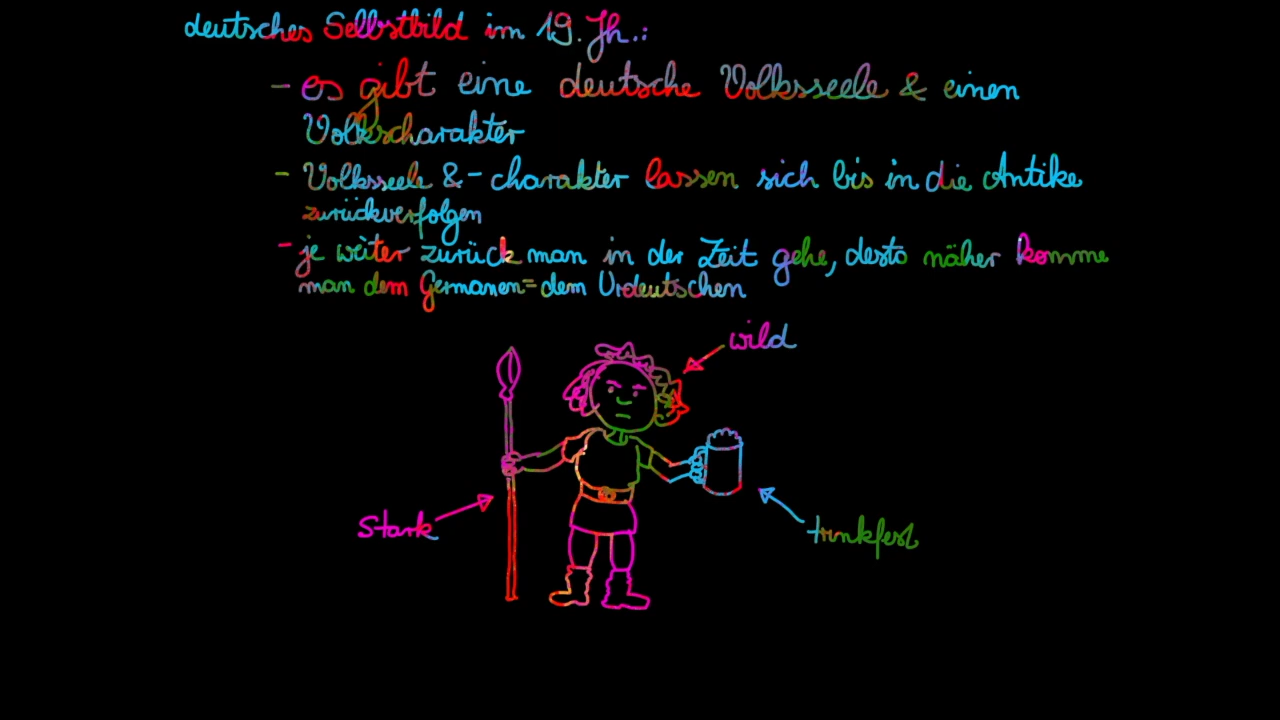 deutsches Selbstbild im 19. Jh.:
- es gibt eine deutsche Volksseele & einen
Volkscharakter
- Volksseele & -charakter lassen sich bis in die Antike
zurückverfolgen
- je weiter zurück man in der Zeit gehe, desto näher komme
man dem Germanen = dem Urdeutschen
wild
stark
trinkfest